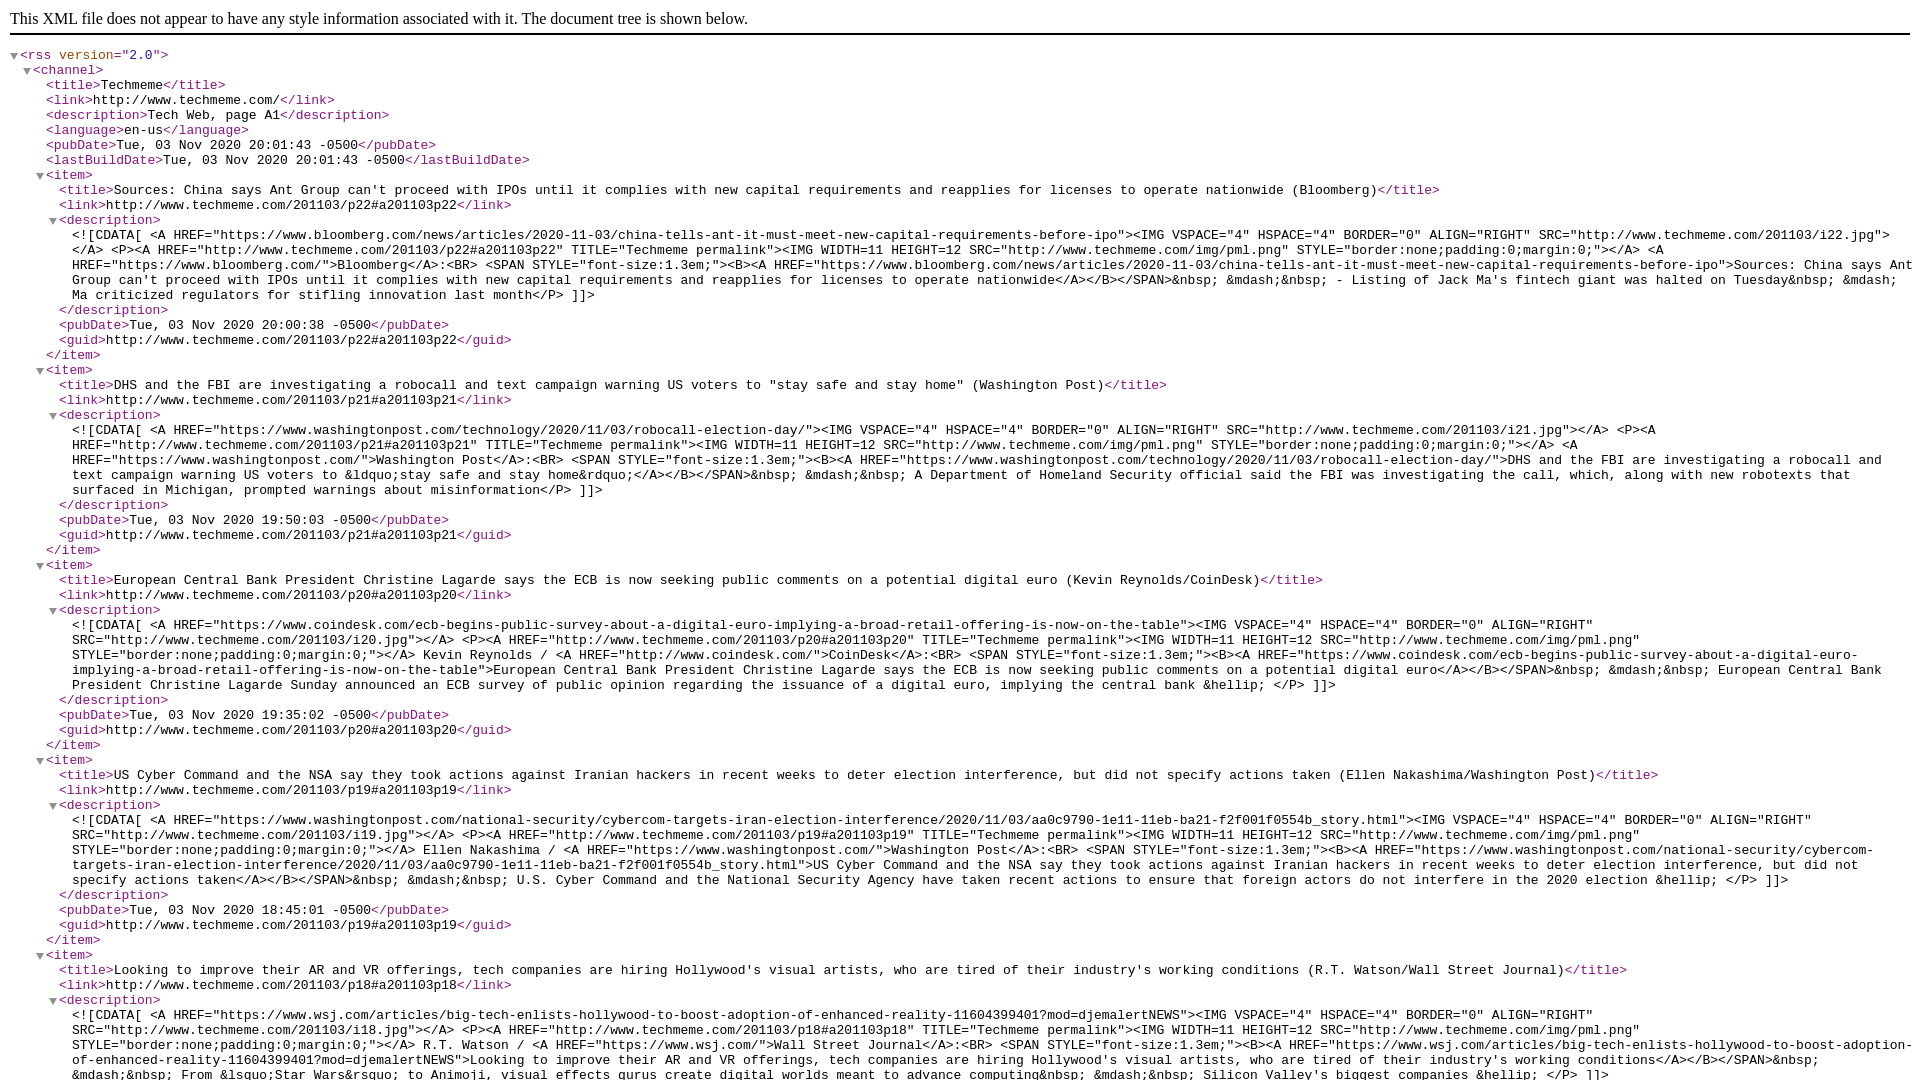 This XML file does not appear to have any style information associated with it. The document tree is shown below.
<rss version="2.0">
<channel>
<title>Techmeme</title>
<link>http://www.techmeme.com/</link>
<description>Tech Web, page A1</description>
<language>en-us</language>
<pubDate>Tue, 03 Nov 2020 20:01:43 -0500</pubDate>
<lastBuildDate>Tue, 03 Nov 2020 20:01:43 -0500</lastBuildDate>
<item>
<title>Sources: China says Ant Group can't proceed with IPOs until it complies with new capital requirements and reapplies for licenses to operate nationwide (Bloomberg)</title>
<link>http://www.techmeme.com/201103/p22#a201103p22</link>
<description>
<![CDATA[ <A HREF="https://www.bloomberg.com/news/articles/2020-11-03/china-tells-ant-it-must-meet-new-capital-requirements-before-ipo"><IMG VSPACE="4" HSPACE="4" BORDER="0" ALIGN="RIGHT" SRC="http://www.techmeme.com/201103/i22.jpg">
</A> <P><A HREF="http://www.techmeme.com/201103/p22#a201103p22" TITLE="Techmeme permalink"><IMG WIDTH=11 HEIGHT=12 SRC="http://www.techmeme.com/img/pml.png" STYLE="border:none;padding:0;margin:0;"></A> <A
HREF="https://www.bloomberg.com/">Bloomberg</A>:<BR> <SPAN STYLE="font-size:1.3em;"><B><A HREF="https://www.bloomberg.com/news/articles/2020-11-03/china-tells-ant-it-must-meet-new-capital-requirements-before-ipo">Sources: China says Ant
Group can't proceed with IPOs until it complies with new capital requirements and reapplies for licenses to operate nationwide</A></B></SPAN>&nbsp; &mdash;&nbsp; - Listing of Jack Ma's fintech giant was halted on Tuesday&nbsp; &mdash;
Ma criticized regulators for stifling innovation last month</P> ]]>
</description>
<pubDate>Tue, 03 Nov 2020 20:00:38 -0500</pubDate>
<guid>http://www.techmeme.com/201103/p22#a201103p22</guid>
</item>
<item>
<title>DHS and the FBI are investigating a robocall and text campaign warning US voters to "stay safe and stay home" (Washington Post)</title>
<link>http://www.techmeme.com/201103/p21#a201103p21</link>
<description>
<![CDATA[ <A HREF="https://www.washingtonpost.com/technology/2020/11/03/robocall-election-day/"><IMG VSPACE="4" HSPACE="4" BORDER="0" ALIGN="RIGHT" SRC="http://www.techmeme.com/201103/i21.jpg"></A> <P><A
HREF="http://www.techmeme.com/201103/p21#a201103p21" TITLE="Techmeme permalink"><IMG WIDTH=11 HEIGHT=12 SRC="http://www.techmeme.com/img/pml.png" STYLE="border:none;padding:0;margin:0;"></A> <A
HREF="https://www.washingtonpost.com/">Washington Post</A>:<BR> <SPAN STYLE="font-size:1.3em;"><B><A HREF="https://www.washingtonpost.com/technology/2020/11/03/robocall-election-day/">DHS and the FBI are investigating a robocall and
text campaign warning US voters to &ldquo;stay safe and stay home&rdquo;</A></B></SPAN>&nbsp; &mdash;&nbsp; A Department of Homeland Security official said the FBI was investigating the call, which, along with new robotexts that
surfaced in Michigan, prompted warnings about misinformation</P> ]]>
</description>
<pubDate>Tue, 03 Nov 2020 19:50:03 -0500</pubDate>
<guid>http://www.techmeme.com/201103/p21#a201103p21</guid>
</item>
<item>
<title>European Central Bank President Christine Lagarde says the ECB is now seeking public comments on a potential digital euro (Kevin Reynolds/CoinDesk)</title>
<link>http://www.techmeme.com/201103/p20#a201103p20</link>
<description>
<![CDATA[ <A HREF="https://www.coindesk.com/ecb-begins-public-survey-about-a-digital-euro-implying-a-broad-retail-offering-is-now-on-the-table"><IMG VSPACE="4" HSPACE="4" BORDER="0" ALIGN="RIGHT"
SRC="http://www.techmeme.com/201103/i20.jpg"></A> <P><A HREF="http://www.techmeme.com/201103/p20#a201103p20" TITLE="Techmeme permalink"><IMG WIDTH=11 HEIGHT=12 SRC="http://www.techmeme.com/img/pml.png"
STYLE="border:none;padding:0;margin:0;"></A> Kevin Reynolds / <A HREF="http://www.coindesk.com/">CoinDesk</A>:<BR> <SPAN STYLE="font-size:1.3em;"><B><A HREF="https://www.coindesk.com/ecb-begins-public-survey-about-a-digital-euro-
implying-a-broad-retail-offering-is-now-on-the-table">European Central Bank President Christine Lagarde says the ECB is now seeking public comments on a potential digital euro</A></B></SPAN>&nbsp; &mdash;&nbsp; European Central Bank
President Christine Lagarde Sunday announced an ECB survey of public opinion regarding the issuance of a digital euro, implying the central bank &hellip; </P> ]]>
</description>
<pubDate>Tue, 03 Nov 2020 19:35:02 -0500</pubDate>
<guid>http://www.techmeme.com/201103/p20#a201103p20</guid>
</item>
<item>
<title>US Cyber Command and the NSA say they took actions against Iranian hackers in recent weeks to deter election interference, but did not specify actions taken (Ellen Nakashima/Washington Post)</title>
<link>http://www.techmeme.com/201103/p19#a201103p19</link>
<description>
<![CDATA[ <A HREF="https://www.washingtonpost.com/national-security/cybercom-targets-iran-election-interference/2020/11/03/aa0c9790-1e11-11eb-ba21-f2f001f0554b_story.html"><IMG VSPACE="4" HSPACE="4" BORDER="0" ALIGN="RIGHT"
SRC="http://www.techmeme.com/201103/i19.jpg"></A> <P><A HREF="http://www.techmeme.com/201103/p19#a201103p19" TITLE="Techmeme permalink"><IMG WIDTH=11 HEIGHT=12 SRC="http://www.techmeme.com/img/pml.png"
STYLE="border:none;padding:0;margin:0;"></A> Ellen Nakashima / <A HREF="https://www.washingtonpost.com/">Washington Post</A>:<BR> <SPAN STYLE="font-size:1.3em;"><B><A HREF="https://www.washingtonpost.com/national-security/cybercom-
targets-iran-election-interference/2020/11/03/aa0c9790-1e11-11eb-ba21-f2f001f0554b_story.html">US Cyber Command and the NSA say they took actions against Iranian hackers in recent weeks to deter election interference, but did not
specify actions taken</A></B></SPAN>&nbsp; &mdash;&nbsp; U.S. Cyber Command and the National Security Agency have taken recent actions to ensure that foreign actors do not interfere in the 2020 election &hellip; </P> ]]>
</description>
<pubDate>Tue, 03 Nov 2020 18:45:01 -0500</pubDate>
<guid>http://www.techmeme.com/201103/p19#a201103p19</guid>
</item>
<item>
<title>Looking to improve their AR and VR offerings, tech companies are hiring Hollywood's visual artists, who are tired of their industry's working conditions (R.T. Watson/Wall Street Journal)</title>
<link>http://www.techmeme.com/201103/p18#a201103p18</link>
<description>
<![CDATA[ <A HREF="https://www.wsj.com/articles/big-tech-enlists-hollywood-to-boost-adoption-of-enhanced-reality-11604399401?mod=djemalertNEWS"><IMG VSPACE="4" HSPACE="4" BORDER="0" ALIGN="RIGHT"
SRC="http://www.techmeme.com/201103/i18.jpg"></A> <P><A HREF="http://www.techmeme.com/201103/p18#a201103p18" TITLE="Techmeme permalink"><IMG WIDTH=11 HEIGHT=12 SRC="http://www.techmeme.com/img/pml.png"
STYLE="border:none;padding:0;margin:0;"></A> R.T. Watson / <A HREF="https://www.wsj.com/">Wall Street Journal</A>:<BR> <SPAN STYLE="font-size:1.3em;"><B><A HREF="https://www.wsj.com/articles/big-tech-enlists-hollywood-to-boost-adoption-
of-enhanced-reality-11604399401?mod=djemalertNEWS">Looking to improve their AR and VR offerings, tech companies are hiring Hollywood's visual artists, who are tired of their industry's working conditions</A></B></SPAN>&nbsp;
&mdash;&nbsp; From &lsquo;Star Wars&rsquo; to Animoji, visual effects gurus create digital worlds meant to advance computing&nbsp; &mdash;&nbsp; Silicon Valley's biggest companies &hellip; </P> ]]>